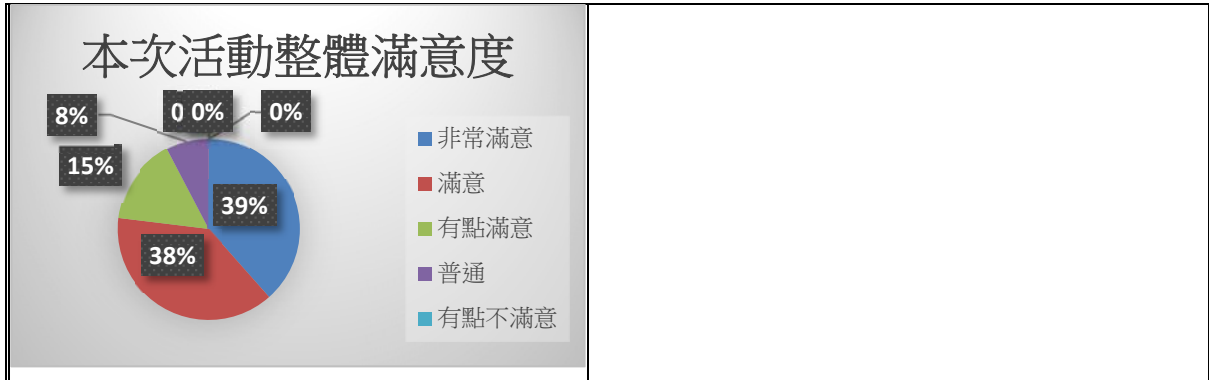 本次活動整體滿意度
8%
0 0%
0%
15%
39%
38%
非常滿意
滿意
有點滿意
普通
有點不滿意